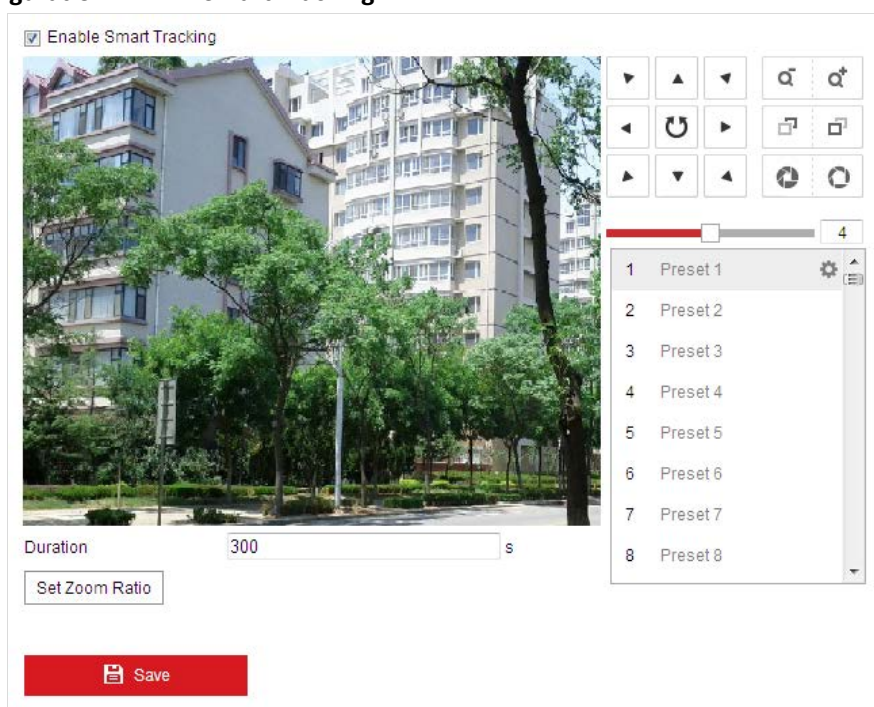 Enable Smart Tracking
4
1 Preset 1
2 Preset 2
3 Preset 3
4 Preset 4
5 Preset 5
6 Preset 6
7 Preset 7
8 Preset 8
Duration 300 s
Set Zoom Ratio
Save